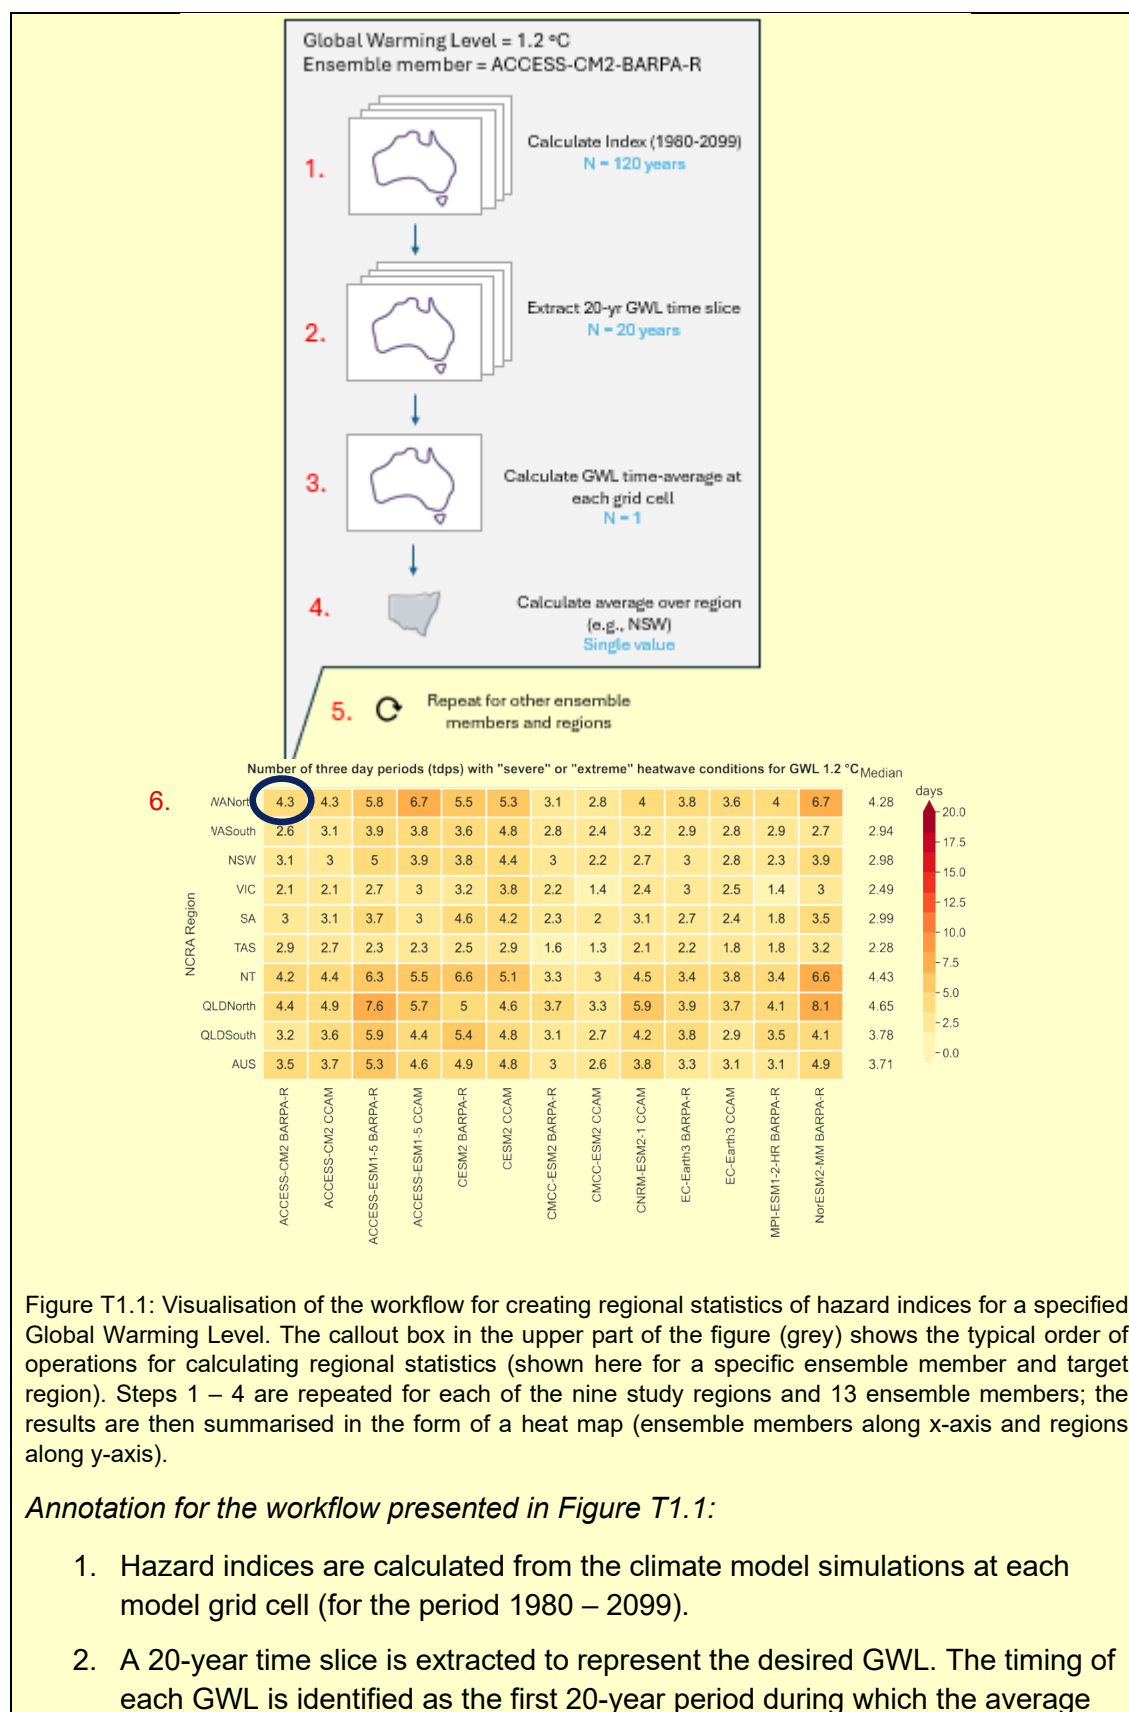 Global Warming Level = 1.2 °C
Ensemble member = ACCESS-CM2-BARPA-R
1.
Calculate Index (1980-2099)
N = 120 years
2.
Extract 20-yr GWL time slice
N = 20 years
3.
Calculate GWL time-average at
each grid cell
N = 1
4.
Calculate average over region
(e.g., NSW)
Single value
5.
Repeat for other ensemble
members and regions
Number of three day periods (tdps) with "severe" or "extreme" heatwave conditions for GWL 1.2 °C Median
6.
WANort 4.3 4.3 5.8 6.7 5.5 5.3 3.1 2.8 4 3.8 3.6 4 6.7 4.28
WASouth 2.6 3.1 3.9 3.8 3.6 4.8 2.8 2.4 3.2 2.9 2.8 2.9 2.7 2.94
NSW 3.1 3 5 3.9 3.8 4.4 3 2.2 2.7 3 2.8 2.3 3.9 2.98
VIC 2.1 2.1 2.7 3 3.2 3.8 2.2 1.4 2.4 3 2.5 1.4 3 2.49
SA 3 3.1 3.7 3 4.6 4.2 2.3 2 3.1 2.7 2.4 1.8 3.5 2.99
TAS 2.9 2.7 2.3 2.3 2.5 2.9 1.6 1.3 2.1 2.2 1.8 1.8 3.2 2.28
NT 4.2 4.4 6.3 5.5 6.6 5.1 3.3 3 4.5 3.4 3.8 3.4 6.6 4.43
QLDNorth 4.4 4.9 7.6 5.7 5 4.6 3.7 3.3 5.9 3.9 3.7 4.1 8.1 4.65
QLDSouth 3.2 3.6 5.9 4.4 5.4 4.8 3.1 2.7 4.2 3.8 2.9 3.5 4.1 3.78
AUS 3.5 3.7 5.3 4.6 4.9 4.8 3 2.6 3.8 3.3 3.1 3.1 4.9 3.71
NCRA Region
days
20.0
17.5
15.0
12.5
10.0
7.5
5.0
2.5
0.0
ACCESS-CM2 BARPA-R
ACCESS-CM2 CCAM
ACCESS-ESM1-5 BARPA-R
ACCESS-ESM1-5 CCAM
CESM2 BARPA-R
CESM2 CCAM
CMCC-ESM2 BARPA-R
CMCC-ESM2 CCAM
CNRM-ESM2-1 CCAM
EC-Earth3 BARPA-R
EC-Earth3 CCAM
MPI-ESM1-2-HR BARPA-R
NorESM2-MM BARPA-R
Figure T1.1: Visualisation of the workflow for creating regional statistics of hazard indices for a specified
Global Warming Level. The callout box in the upper part of the figure (grey) shows the typical order of
operations for calculating regional statistics (shown here for a specific ensemble member and target
region). Steps 1 – 4 are repeated for each of the nine study regions and 13 ensemble members; the
results are then summarised in the form of a heat map (ensemble members along x-axis and regions
along y-axis).
Annotation for the workflow presented in Figure T1.1:
1. Hazard indices are calculated from the climate model simulations at each
model grid cell (for the period 1980 – 2099).
2. A 20-year time slice is extracted to represent the desired GWL. The timing of
each GWL is identified as the first 20-year period during which the average